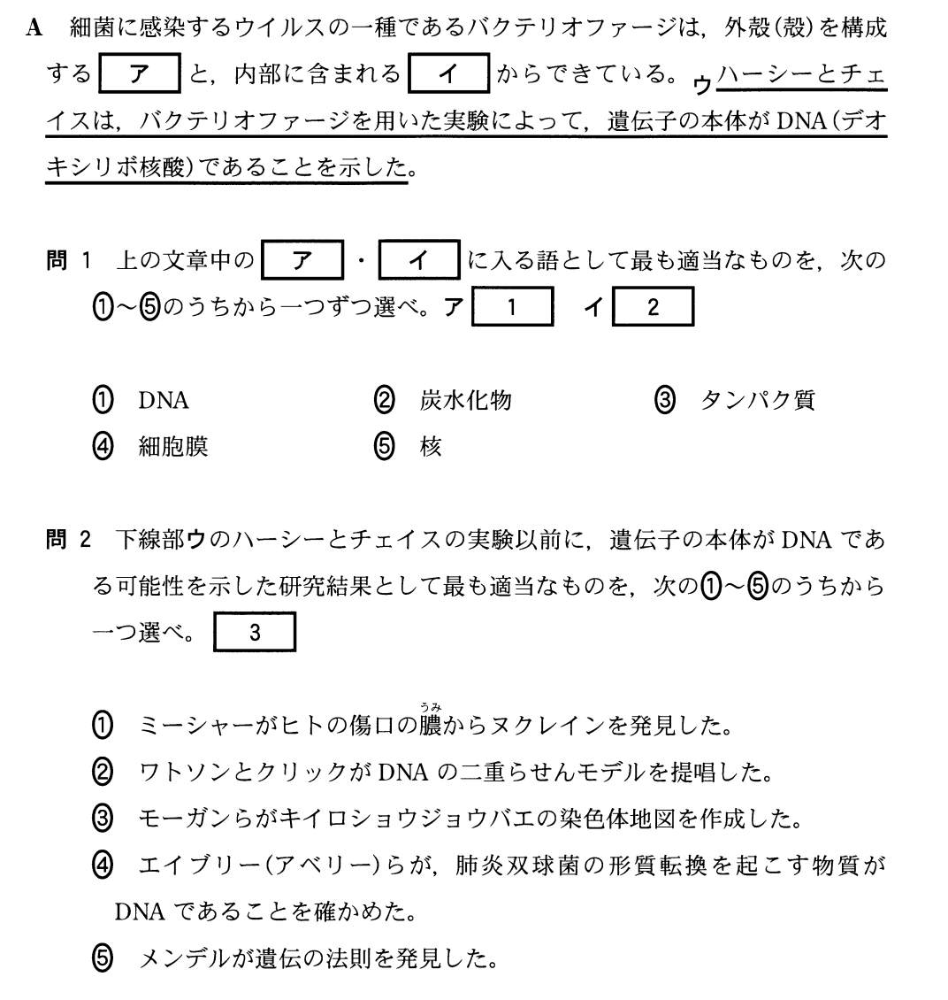 A 細菌に感染するウイルスの一種であるバクテリオファージは，外殻(殻)を構成
する ア と，内部に含まれる イ からできている。ウハーシーとチェ
イスは，バクテリオファージを用いた実験によって，遺伝子の本体が DNA(デオ
キシリボ核酸)であることを示した。
問 1 上の文章中の ア ・ イ に入る語として最も適当なものを，次の
①～⑤のうちから一つずつ選べ。ア 1 イ 2
① DNA ② 炭水化物 ③ タンパク質
④ 細胞膜 ⑤ 核
問 2 下線部ウのハーシーとチェイスの実験以前に，遺伝子の本体が DNA であ
る可能性を示した研究結果として最も適当なものを，次の①～⑤のうちから
一つ選べ。 3
うみ
① ミーシャーがヒトの傷口の膿からヌクレインを発見した。
② ワトソンとクリックが DNA の二重らせんモデルを提唱した。
③ モーガンらがキイロショウジョウバエの染色体地図を作成した。
④ エイブリー(アベリー)らが，肺炎双球菌の形質転換を起こす物質が
DNA であることを確かめた。
⑤ メンデルが遺伝の法則を発見した。